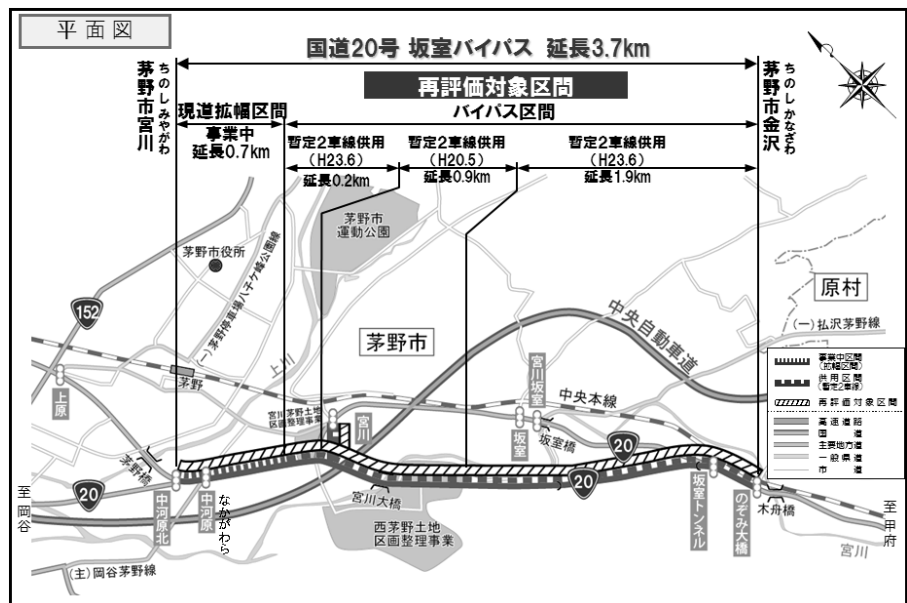 平面図
国道20号 坂室バイパス 延長3.7km
再評価対象区間
茅野市宮川
ちのしみやがわ
茅野市金沢
ちのしかなざわ
現道拡幅区間
事業中
延長0.7km
バイパス区間
暫定2車線供用
(H23.6)
延長0.2km
暫定2車線供用
(H20.5)
延長0.9km
暫定2車線供用
(H23.6)
延長1.9km
茅野市
運動公園
茅野市役所
(一)茅野停車場八子ケ峰公園線
152
上川
茅野市
中央自動車道
原村
(一)払沢茅野線
上原
茅野
宮川茅野土地
区画整理事業
宮川
宮川坂室
坂室
坂室橋
中央本線
茅野橋
20
20
20
至岡谷
中河原北
中河原
なかがわら
宮川大橋
西茅野土地
区画整理事業
坂室トンネル
のぞみ大橋
木舟橋
至甲府
宮川
(主)岡谷茅野線
事業中区間
(拡幅区間)
供用区間
(暫定2車線)
再評価対象区間
高速道路
国道
主要地方道
一般県道
市道